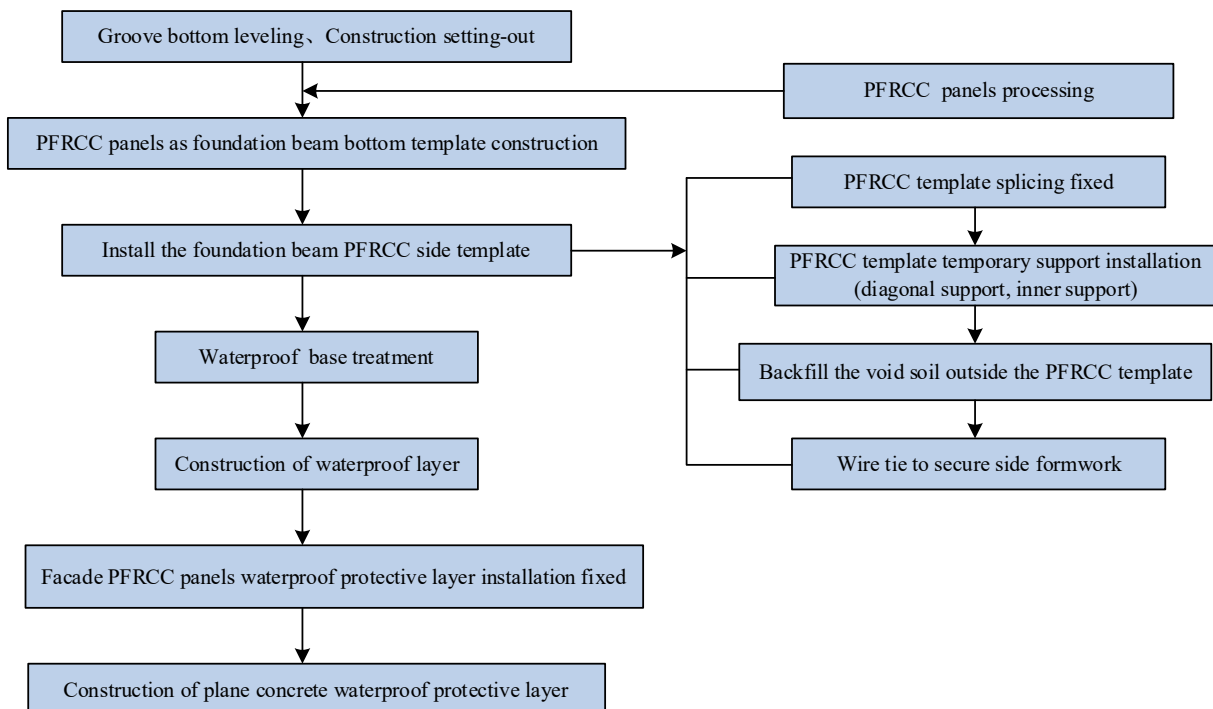 Groove bottom leveling、Construction setting-out
PFRCC panels processing
PFRCC panels as foundation beam bottom template construction
PFRCC template splicing fixed
Install the foundation beam PFRCC side template
PFRCC template temporary support installation
(diagonal support, inner support)
Waterproof base treatment
Backfill the void soil outside the PFRCC template
Construction of waterproof layer
Wire tie to secure side formwork
Facade PFRCC panels waterproof protective layer installation fixed
Construction of plane concrete waterproof protective layer